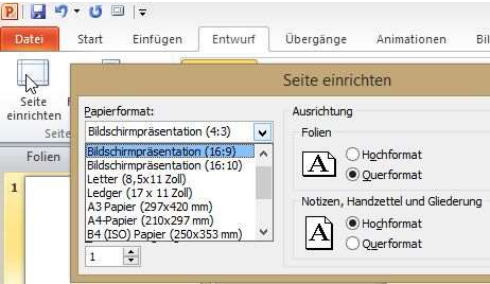 P
Datei Start Einfügen Entwurf Übergänge Animationen Bil
Seite einrichten
Seite
einrichten
Seite
Folien
1
Papierformat:
Bildschirmpräsentation (4:3)
Bildschirmpräsentation (16:9)
Bildschirmpräsentation (16:10)
Letter (8,5x11 Zoll)
Ledger (17 x 11 Zoll)
A3 Papier (297x420 mm)
A4-Papier (210x297 mm)
B4 (ISO) Papier (250x353 mm)
1
Ausrichtung
Folien
A
Hochformat
Querformat
Notizen, Handzettel und Gliederung
A
Hochformat
Querformat